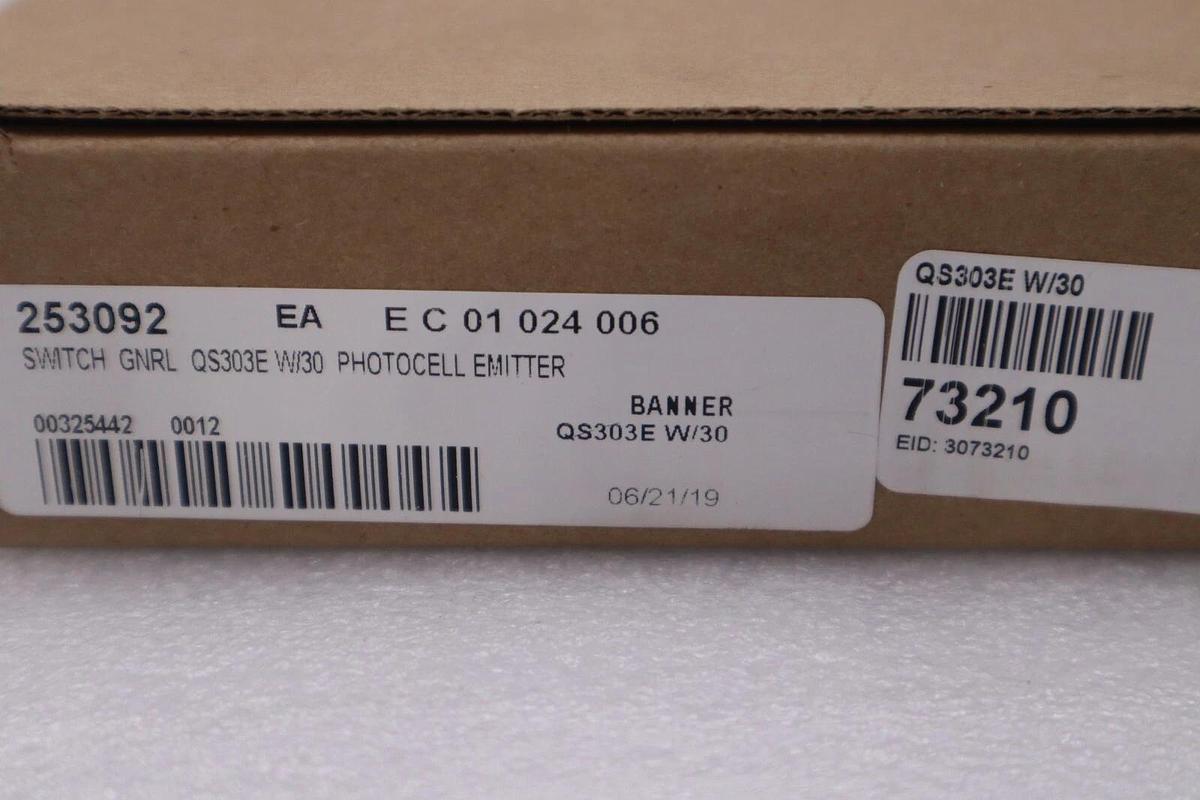 253092 EA E C 01 024 006
SWITCH GNRL QS303E W/30 PHOTOCELL EMITTER
00325442 0012
BANNER
QS303E W/30
06/21/19
QS303E W/30
73210
EID: 3073210